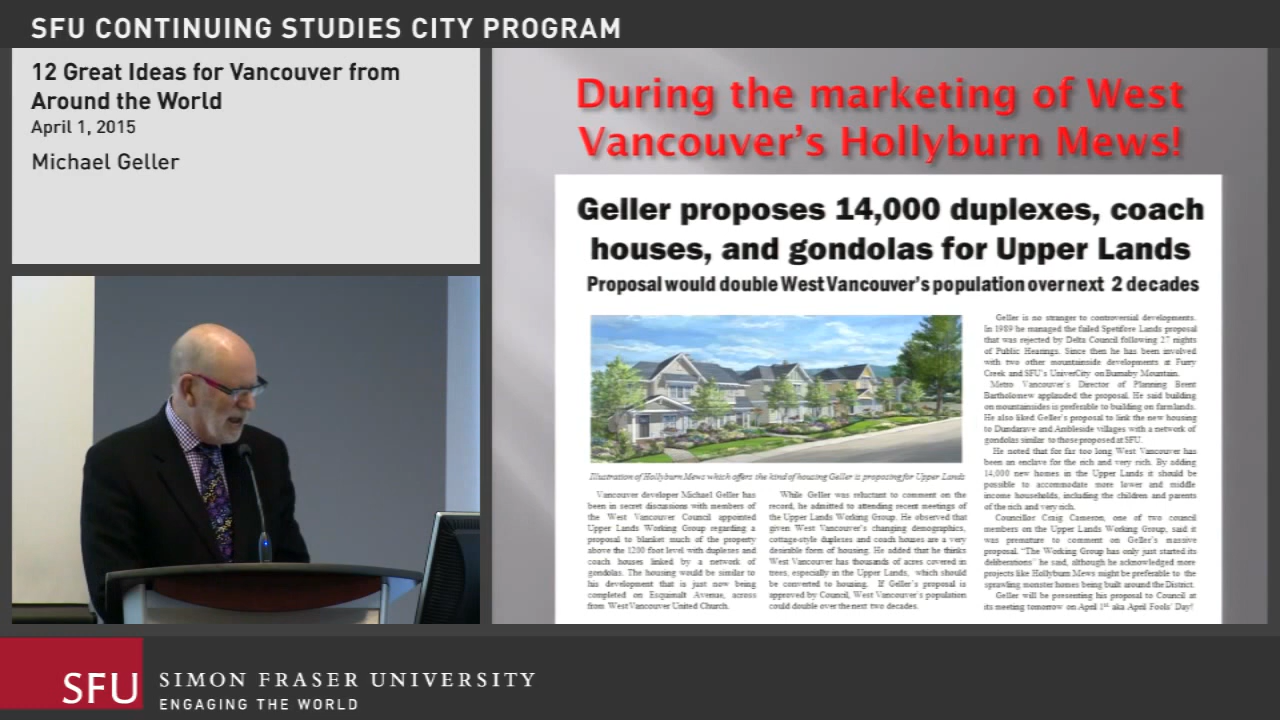 SFU CONTINUING STUDIES CITY PROGRAM
12 Great Ideas for Vancouver from
Around the World
April 1, 2015
Michael Geller
During the marketing of West
Vancouver's Hollyburn Mews!
Geller proposes 14,000 duplexes, coach
houses, and gondolas for Upper Lands
Proposal would double West Vancouver's population over next 2 decades
Illustration of Hollyburn Mews which offers the kind of housing Geller is proposing for Upper Lands
Vancouver developer Michael Geller has
been in secret discussions with members of
the West Vancouver Council appointed
Upper Lands Working Group regarding a
proposal to blanket much of the property
above the 1200 foot level with duplexes and
coach houses linked by a network of
gondolas. The housing would be similar to
his development that is just now being
completed on Esquimalt Avenue, across
from West Vancouver United Church.
While Geller was reluctant to comment on the
record, he admitted to attending recent meetings of
the Upper Lands Working Group. He observed that
given West Vancouver's changing demographics,
cottage-style duplexes and coach houses are a very
desirable form of housing. He added that he thinks
West Vancouver has thousands of acres covered in
trees, especially in the Upper Lands, which should
be converted to housing. If Geller's proposal is
approved by Council, West Vancouver's population
could double over the next two decades.
Geller is no stranger to controversial developments.
In 1989 he managed the failed Spetifore Lands proposal
that was rejected by Delta Council following 27 nights
of Public Hearings. Since then he has been involved
with two other mountainside developments at Furry
Creek and SFU's UniverCity on Burnaby Mountain.
Metro Vancouver's Director of Planning Brent
Bartholomew applauded the proposal. He said building
on mountainsides is preferable to building on farmlands.
He also liked Geller's proposal to link the new housing
to Dundarave and Ambleside villages with a network of
gondolas similar to those proposed at SFU.
He noted that for far too long West Vancouver has
been an enclave for the rich and very rich. By adding
14,000 new homes in the Upper Lands it should be
possible to accommodate more lower and middle
income households, including the children and parents
of the rich and very rich.
Councillor Craig Cameron, one of two council
members on the Upper Lands Working Group, said it
was premature to comment on Geller's massive
proposal. "The Working Group has only just started its
deliberations" he said, although he acknowledged more
projects like Hollyburn Mews might be preferable to the
sprawling monster homes being built around the District.
Geller will be presenting his proposal to Council at
its meeting tomorrow on April 1st aka April Fools' Day!
SFU
SIMON FRASER UNIVERSITY
ENGAGING THE WORLD